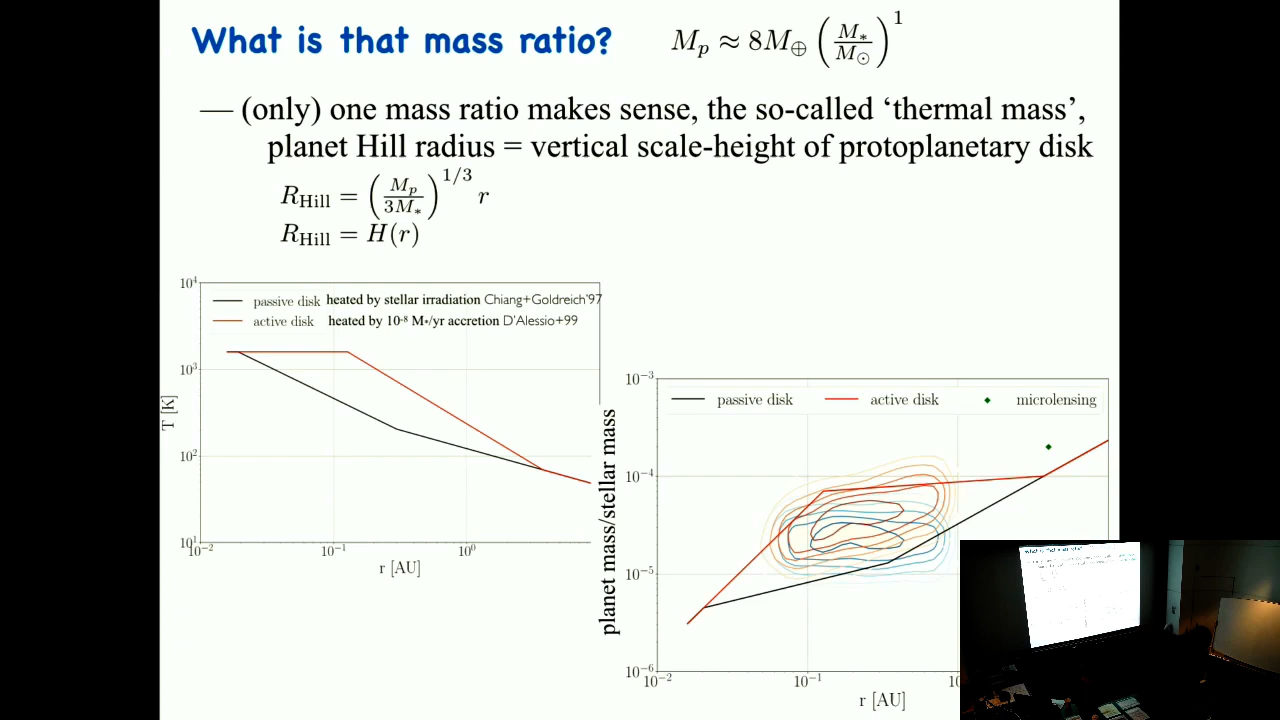 What is that mass ratio? M_p ≈ 8M_⊕ (M_*/M_⊙)^1
— (only) one mass ratio makes sense, the so-called ‘thermal mass’,
planet Hill radius = vertical scale-height of protoplanetary disk
R_Hill = (M_p/3M_*)^{1/3} r
R_Hill = H(r)
passive disk heated by stellar irradiation Chiang+Goldreich'97
active disk heated by 10^-8 M*/yr accretion D'Alessio+99
10^4
10^3
10^2
10^1
T [K]
10^-2 10^-1 10^0
r [AU]
passive disk active disk microlensing
10^-3
10^-4
10^-5
10^-6
planet mass/stellar mass
10^-2 10^-1
r [AU]